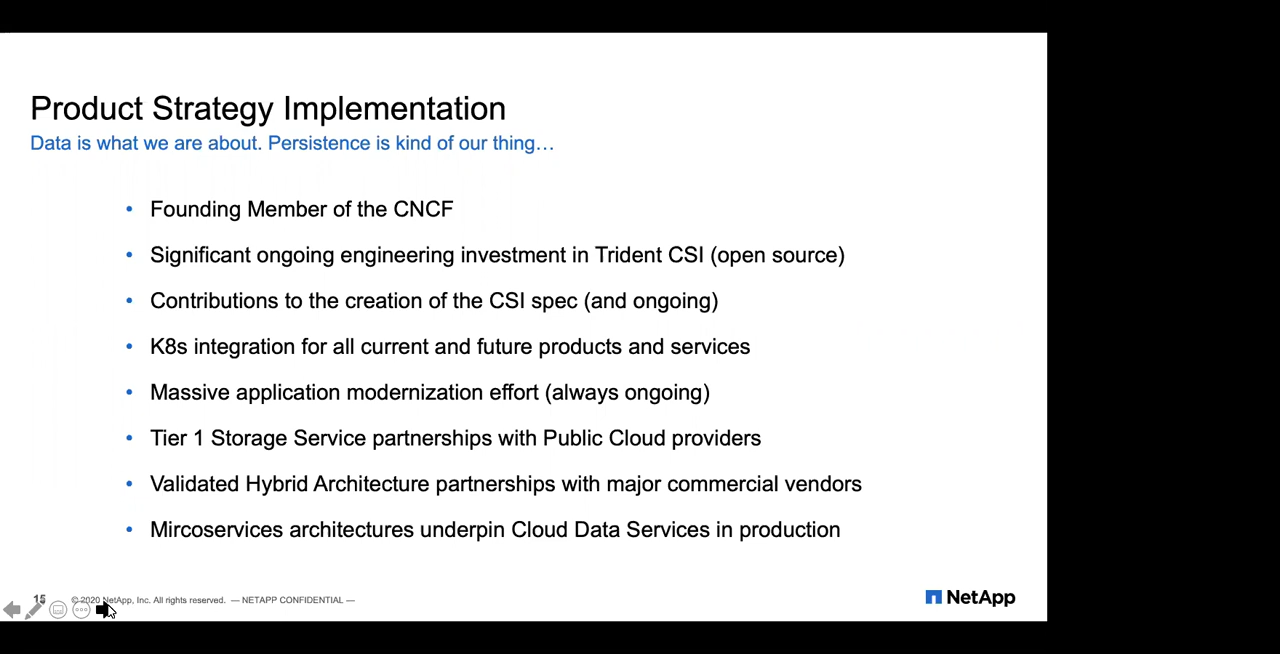 Product Strategy Implementation
Data is what we are about. Persistence is kind of our thing…
• Founding Member of the CNCF
• Significant ongoing engineering investment in Trident CSI (open source)
• Contributions to the creation of the CSI spec (and ongoing)
• K8s integration for all current and future products and services
• Massive application modernization effort (always ongoing)
• Tier 1 Storage Service partnerships with Public Cloud providers
• Validated Hybrid Architecture partnerships with major commercial vendors
• Mircoservices architectures underpin Cloud Data Services in production
15 © 2020 NetApp, Inc. All rights reserved. — NETAPP CONFIDENTIAL —
NetApp